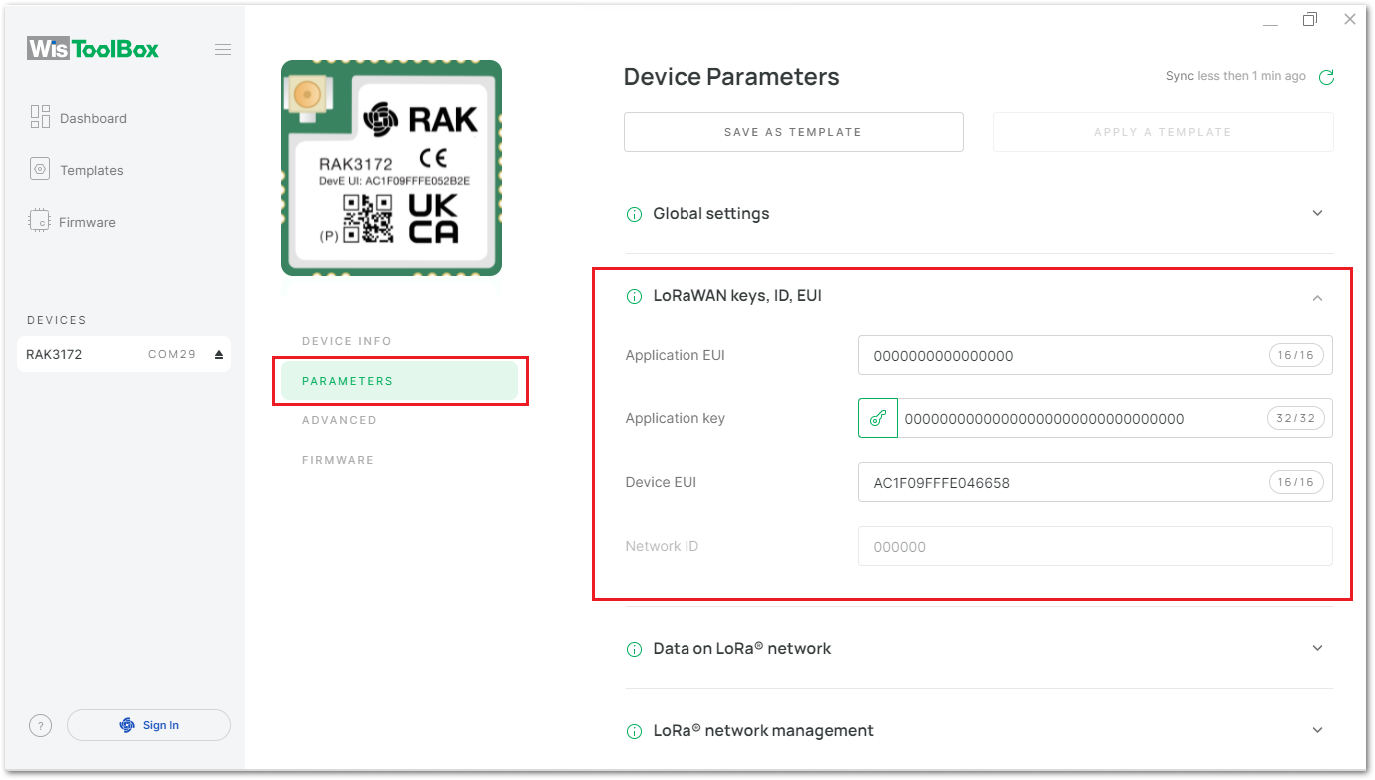 WisToolBox
Dashboard
Templates
Firmware
DEVICES
RAK3172 COM29
?
Sign In
RAK
RAK3172
DevE UI: AC1F09FFFE052B2E
(P)
UK
CA
DEVICE INFO
PARAMETERS
ADVANCED
FIRMWARE
Device Parameters
Sync less then 1 min ago
SAVE AS TEMPLATE
APPLY A TEMPLATE
Global settings
LoRaWAN keys, ID, EUI
Application EUI 0000000000000000 16/16
Application key 00000000000000000000000000000000 32/32
Device EUI AC1F09FFFE046658 16/16
Network ID 000000
Data on LoRa® network
LoRa® network management